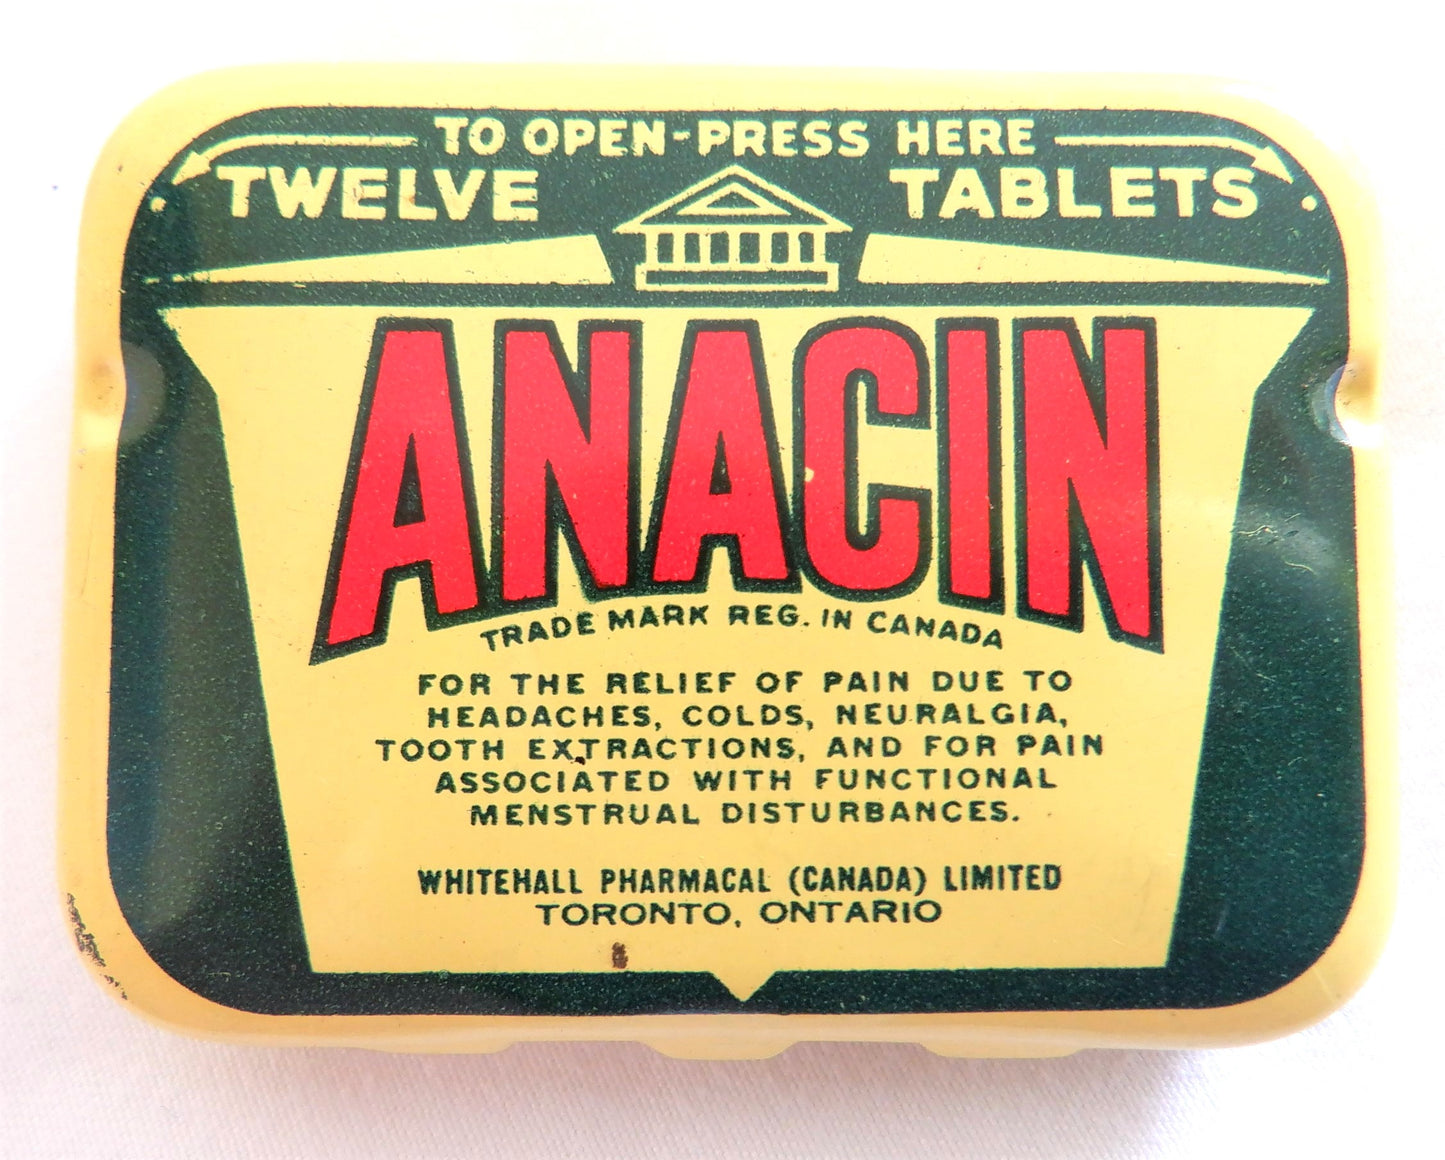 TO OPEN-PRESS HERE
TWELVE TABLETS
ANACIN
TRADE MARK REG. IN CANADA
FOR THE RELIEF OF PAIN DUE TO
HEADACHES, COLDS, NEURALGIA,
TOOTH EXTRACTIONS, AND FOR PAIN
ASSOCIATED WITH FUNCTIONAL
MENSTRUAL DISTURBANCES.
WHITEHALL PHARMACAL (CANADA) LIMITED
TORONTO, ONTARIO